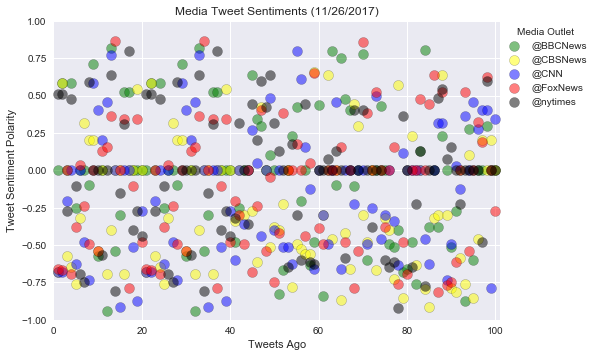 Media Tweet Sentiments (11/26/2017)
Media Outlet
@BBCNews
@CBSNews
@CNN
@FoxNews
@nytimes
Tweet Sentiment Polarity
1.00
0.75
0.50
0.25
0.00
−0.25
−0.50
−0.75
−1.00
0 20 40 60 80 100
Tweets Ago